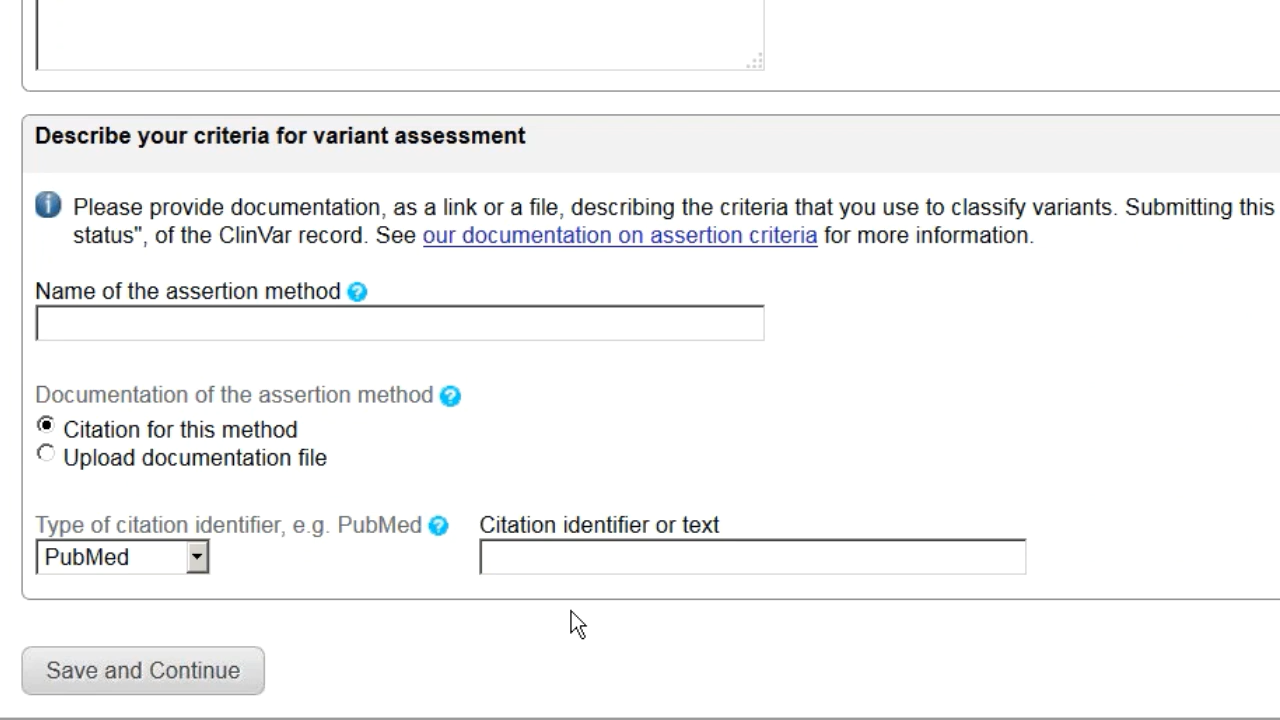 Describe your criteria for variant assessment
Please provide documentation, as a link or a file, describing the criteria that you use to classify variants. Submitting this
status", of the ClinVar record. See our documentation on assertion criteria for more information.
Name of the assertion method
Documentation of the assertion method
Citation for this method
Upload documentation file
Type of citation identifier, e.g. PubMed Citation identifier or text
PubMed
Save and Continue